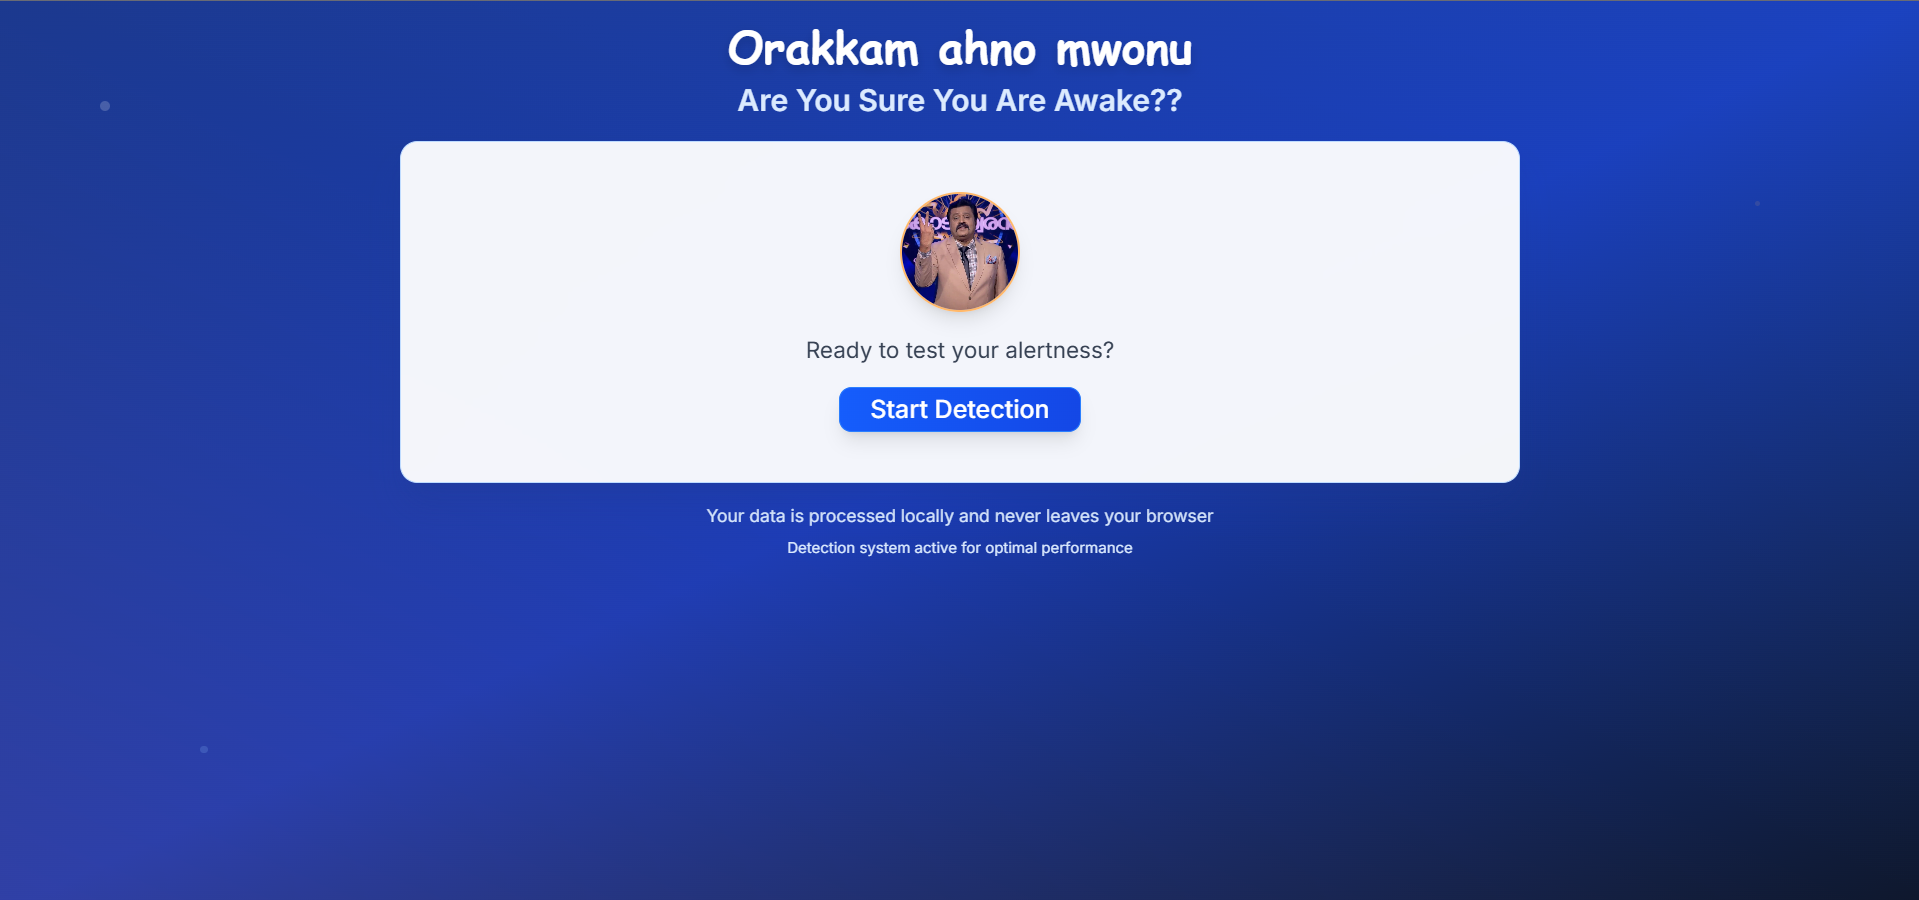 Orakkam ahno mwonu
Are You Sure You Are Awake??
Ready to test your alertness?
Start Detection
Your data is processed locally and never leaves your browser
Detection system active for optimal performance